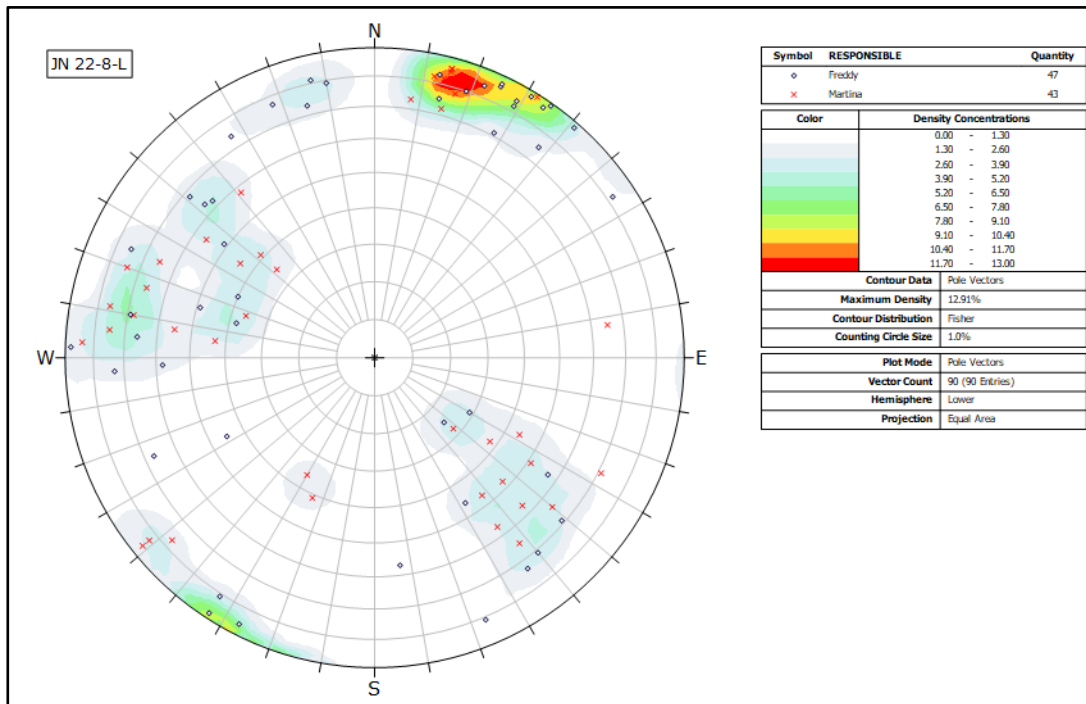 JN 22-8-L
N
W
E
S
Symbol RESPONSIBLE Quantity
Freddy 47
Martina 43
Color Density Concentrations
0.00 - 1.30
1.30 - 2.60
2.60 - 3.90
3.90 - 5.20
5.20 - 6.50
6.50 - 7.80
7.80 - 9.10
9.10 - 10.40
10.40 - 11.70
11.70 - 13.00
Contour Data Pole Vectors
Maximum Density 12.91%
Contour Distribution Fisher
Counting Circle Size 1.0%
Plot Mode Pole Vectors
Vector Count 90 (90 Entries)
Hemisphere Lower
Projection Equal Area